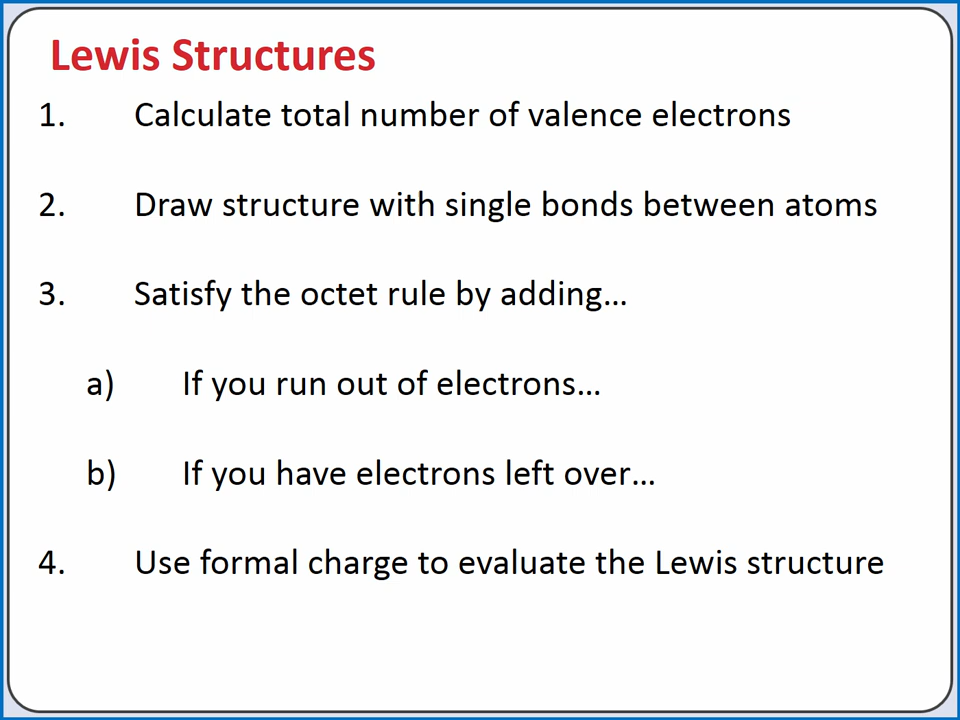 Lewis Structures
1. Calculate total number of valence electrons
2. Draw structure with single bonds between atoms
3. Satisfy the octet rule by adding…
a) If you run out of electrons…
b) If you have electrons left over…
4. Use formal charge to evaluate the Lewis structure